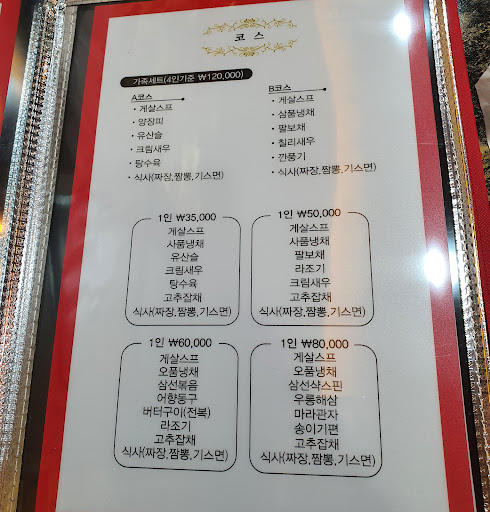 코 스
가족세트(4인기준 ₩120,000)
A코스
· 게살스프
· 양장피
· 유산슬
· 크림새우
· 탕수육
· 식사(짜장,짬뽕,기스면)
B코스
· 게살스프
· 삼품냉채
· 팔보채
· 칠리새우
· 깐풍기
· 식사(짜장,짬뽕,기스면)
1인 ₩35,000
게살스프
사품냉채
유산슬
크림새우
탕수육
고추잡채
식사(짜장,짬뽕,기스면)
1인 ₩50,000
게살스프
사품냉채
팔보채
라조기
크림새우
고추잡채
식사(짜장,짬뽕,기스면)
1인 ₩60,000
게살스프
오품냉채
삼선볶음
어향동구
버터구이(전복)
라조기
고추잡채
식사(짜장,짬뽕,기스면)
1인 ₩80,000
게살스프
오품냉채
삼선샥스핀
우룡해삼
마라관자
송이기편
고추잡채
식사(짜장,짬뽕,기스면)